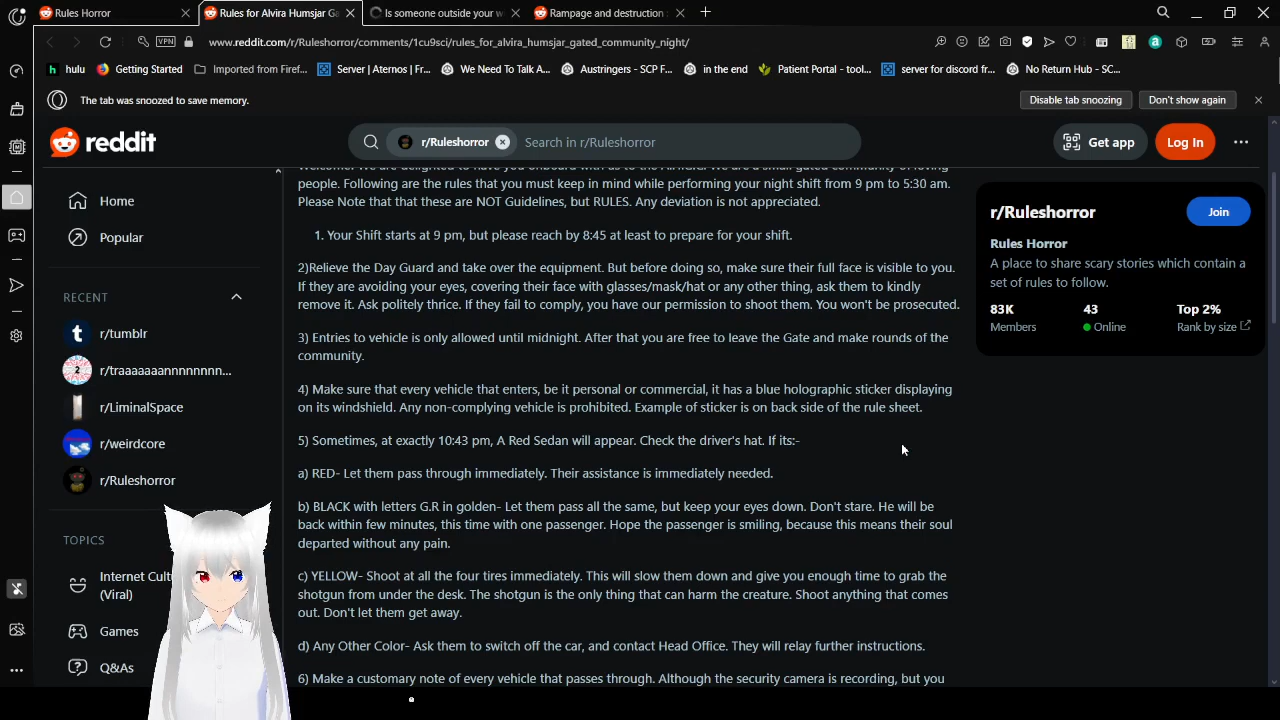 Rules Horror
Rules for Alvira Humsjar Ga
Is someone outside your w
Rampage and destruction :
VPN
www.reddit.com/r/Ruleshorror/comments/1cu9sci/rules_for_alvira_humsjar_gated_community_night/
hulu
Getting Started
Imported from Firef...
Server | Aternos | Fr...
We Need To Talk A...
Austringers - SCP F...
in the end
Patient Portal - tool...
server for discord fr...
No Return Hub - SC...
The tab was snoozed to save memory.
Disable tab snoozing
Don't show again
reddit
r/Ruleshorror
Search in r/Ruleshorror
Get app
Log In
Home
Popular
RECENT
r/tumblr
r/traaaaaaannnnnnnn...
r/LiminalSpace
r/weirdcore
r/Ruleshorror
TOPICS
Internet Cult
(Viral)
Games
Q&As
people. Following are the rules that you must keep in mind while performing your night shift from 9 pm to 5:30 am.
Please Note that that these are NOT Guidelines, but RULES. Any deviation is not appreciated.
1. Your Shift starts at 9 pm, but please reach by 8:45 at least to prepare for your shift.
2)Relieve the Day Guard and take over the equipment. But before doing so, make sure their full face is visible to you.
If they are avoiding your eyes, covering their face with glasses/mask/hat or any other thing, ask them to kindly
remove it. Ask politely thrice. If they fail to comply, you have our permission to shoot them. You won't be prosecuted.
3) Entries to vehicle is only allowed until midnight. After that you are free to leave the Gate and make rounds of the
community.
4) Make sure that every vehicle that enters, be it personal or commercial, it has a blue holographic sticker displaying
on its windshield. Any non-complying vehicle is prohibited. Example of sticker is on back side of the rule sheet.
5) Sometimes, at exactly 10:43 pm, A Red Sedan will appear. Check the driver's hat. If its:-
a) RED- Let them pass through immediately. Their assistance is immediately needed.
b) BLACK with letters G.R in golden- Let them pass all the same, but keep your eyes down. Don't stare. He will be
back within few minutes, this time with one passenger. Hope the passenger is smiling, because this means their soul
departed without any pain.
c) YELLOW- Shoot at all the four tires immediately. This will slow them down and give you enough time to grab the
shotgun from under the desk. The shotgun is the only thing that can harm the creature. Shoot anything that comes
out. Don't let them get away.
d) Any Other Color- Ask them to switch off the car, and contact Head Office. They will relay further instructions.
6) Make a customary note of every vehicle that passes through. Although the security camera is recording, but you
r/Ruleshorror
Join
Rules Horror
A place to share scary stories which contain a
set of rules to follow.
83K
Members
43
Online
Top 2%
Rank by size